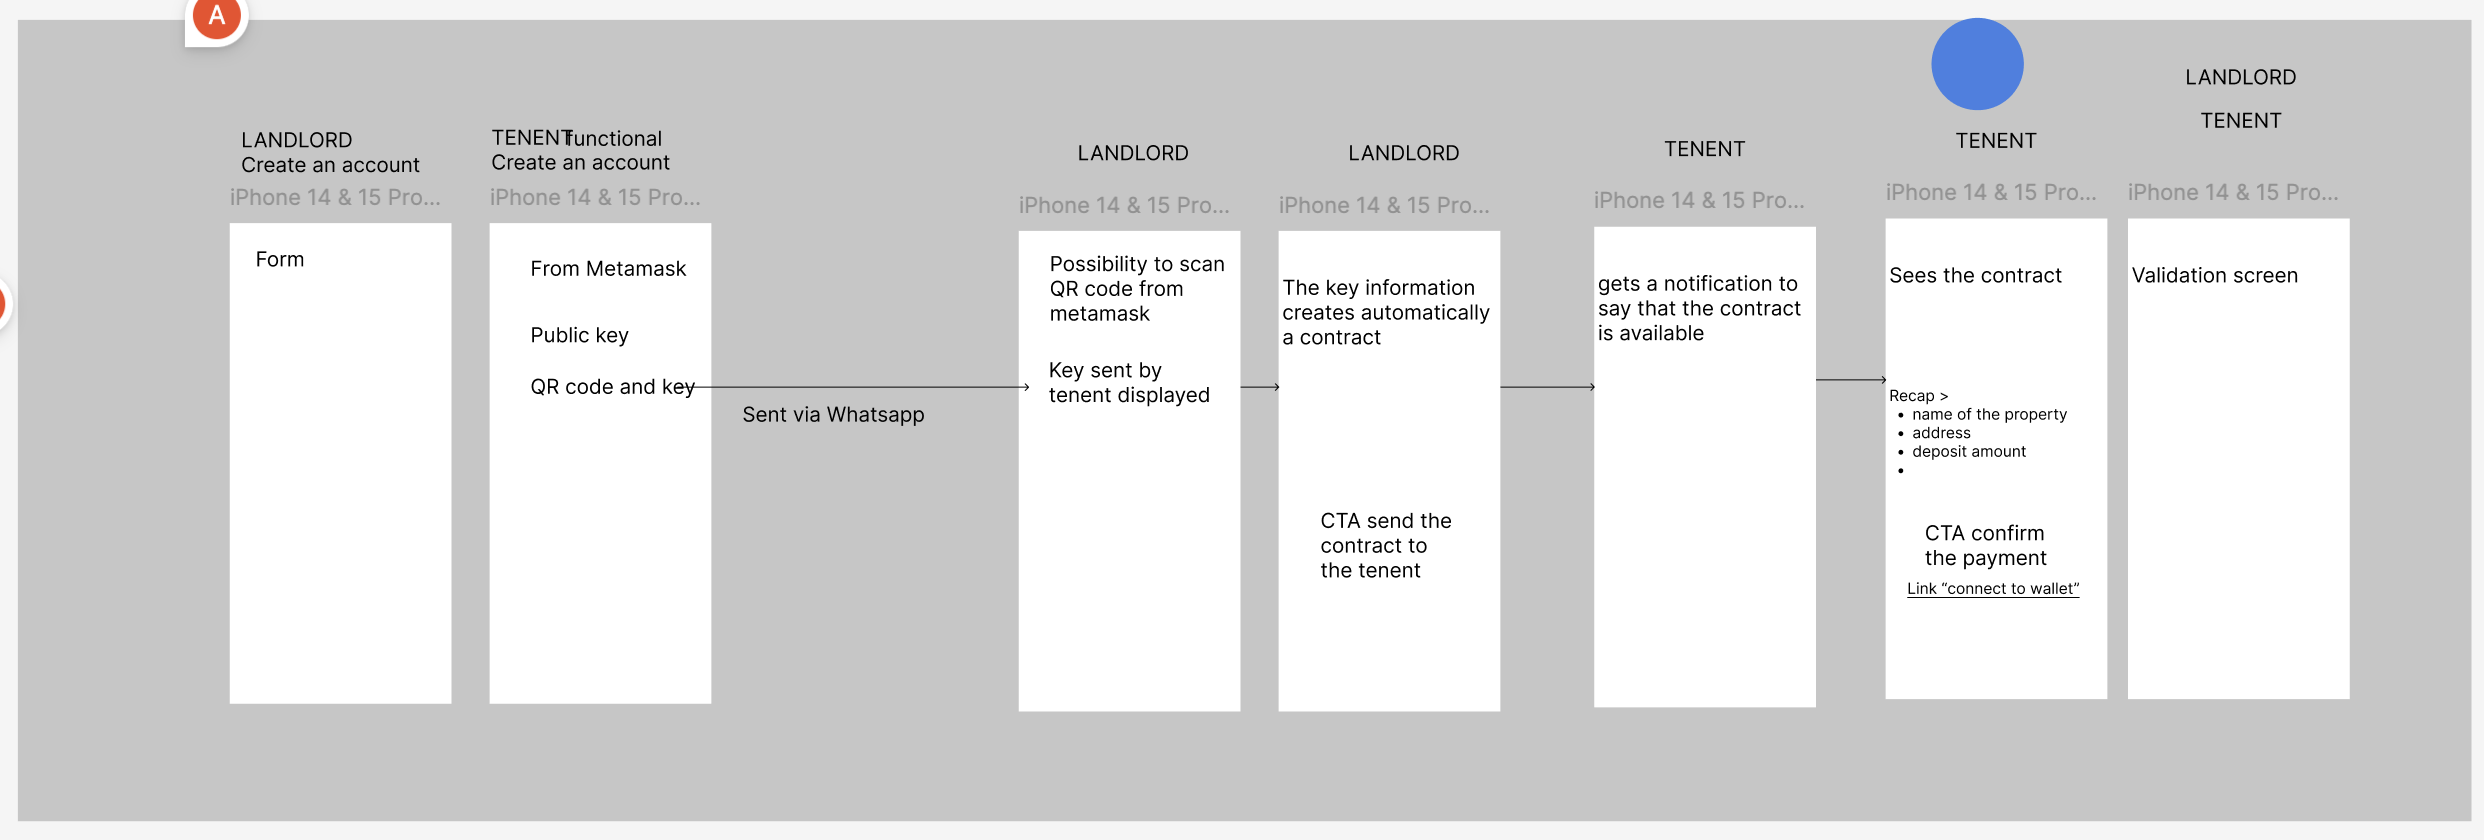 A
LANDLORD
Create an account
iPhone 14 & 15 Pro...
Form
TENENT
functional
Create an account
iPhone 14 & 15 Pro...
From Metamask
Public key
QR code and key
Sent via Whatsapp
LANDLORD
iPhone 14 & 15 Pro...
Possibility to scan
QR code from
metamask
Key sent by
tenent displayed
LANDLORD
iPhone 14 & 15 Pro...
The key information
creates automatically
a contract
CTA send the
contract to
the tenent
TENENT
iPhone 14 & 15 Pro...
gets a notification to
say that the contract
is available
TENENT
iPhone 14 & 15 Pro...
Sees the contract
Recap >
• name of the property
• address
• deposit amount
•
CTA confirm
the payment
Link “connect to wallet”
LANDLORD
TENENT
iPhone 14 & 15 Pro...
Validation screen